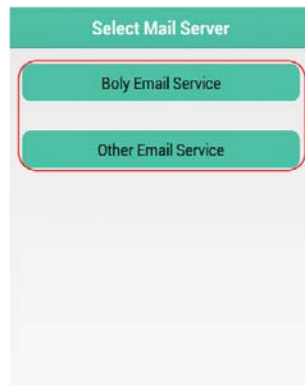 Select Mail Server
Boly Email Service
Other Email Service